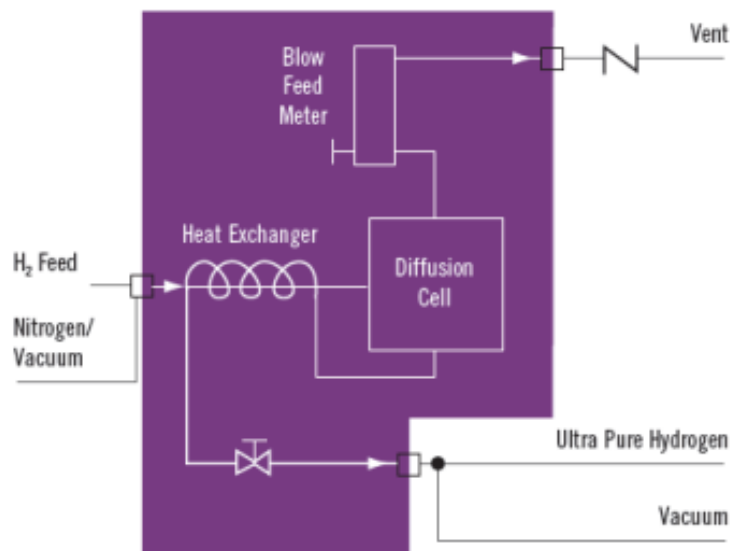 Vent
Blow
Feed
Meter
Heat Exchanger
H₂ Feed
Diffusion
Cell
Nitrogen/
Vacuum
Ultra Pure Hydrogen
Vacuum